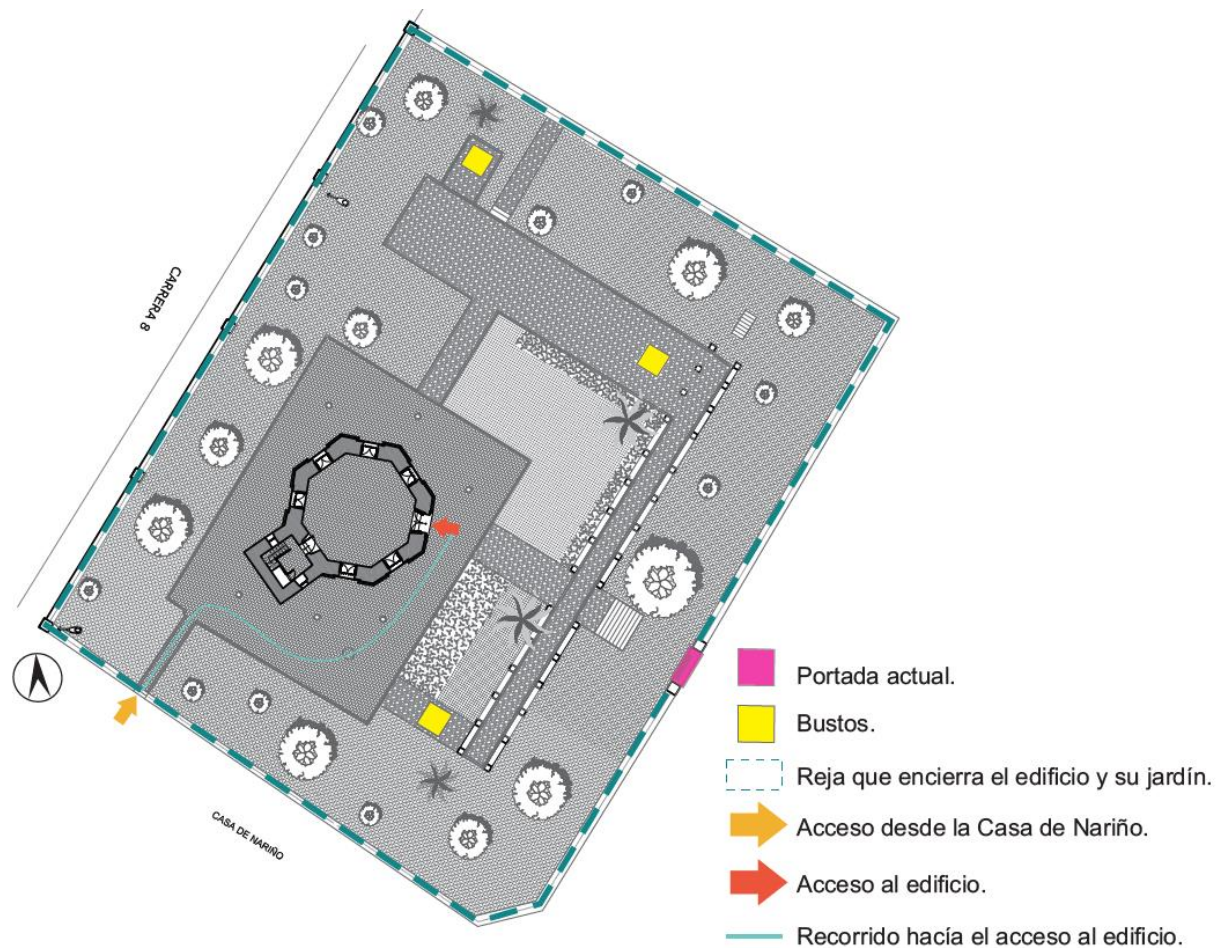 CARRERA 8
CASA DE NARIÑO
Portada actual.
Bustos.
Reja que encierra el edificio y su jardín.
Acceso desde la Casa de Nariño.
Acceso al edificio.
Recorrido hacía el acceso al edificio.